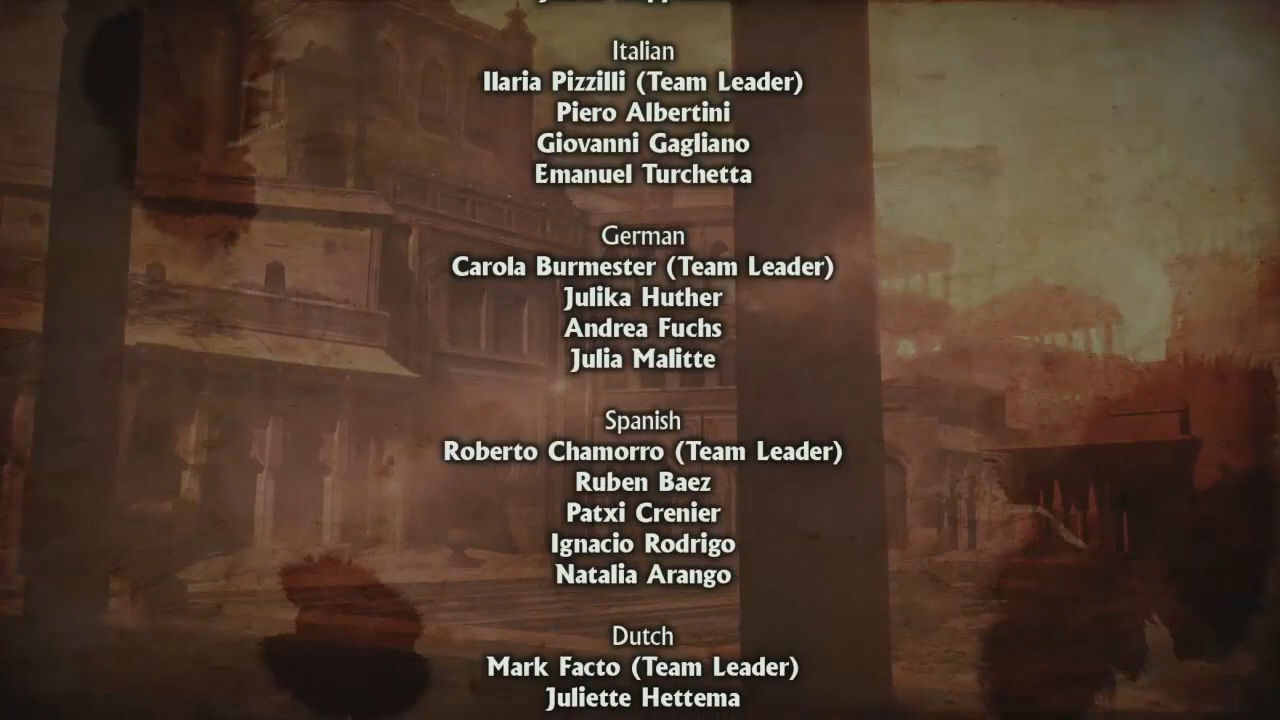 Italian
Ilaria Pizzilli (Team Leader)
Piero Albertini
Giovanni Gagliano
Emanuel Turchetta
German
Carola Burmester (Team Leader)
Julika Huther
Andrea Fuchs
Julia Malitte
Spanish
Roberto Chamorro (Team Leader)
Ruben Baez
Patxi Crenier
Ignacio Rodrigo
Natalia Arango
Dutch
Mark Facto (Team Leader)
Juliette Hettema